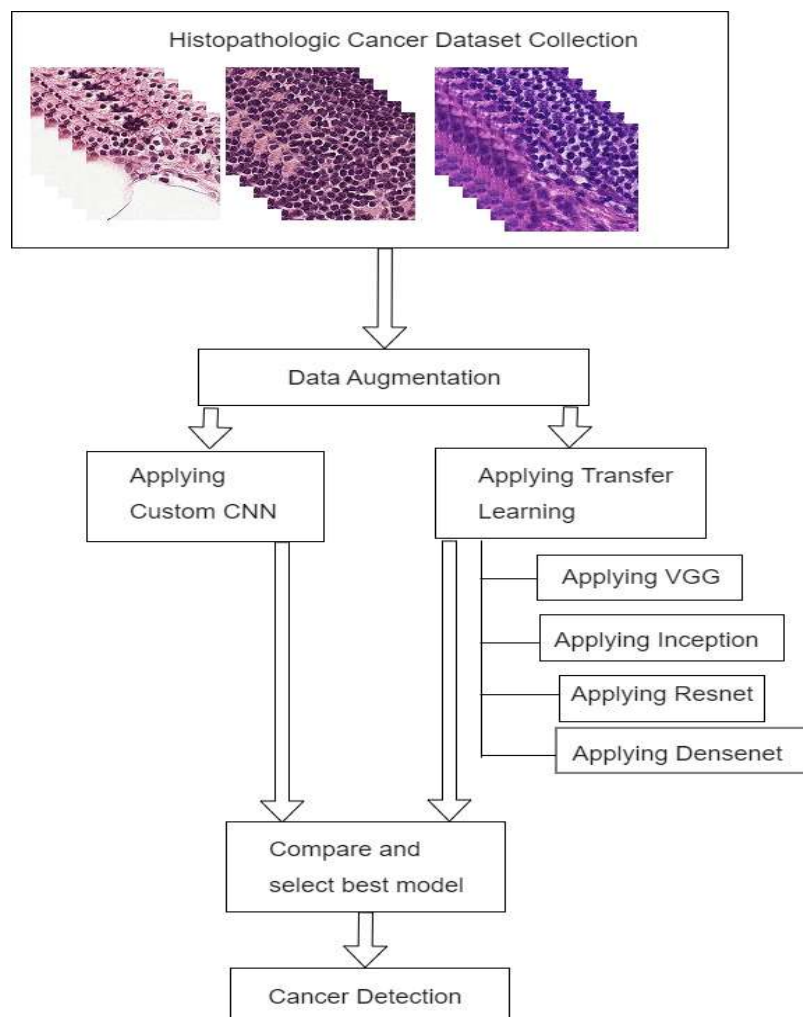 Histopathologic Cancer Dataset Collection
Data Augmentation
Applying
Custom CNN
Applying Transfer
Learning
Applying VGG
Applying Inception
Applying Resnet
Applying Densenet
Compare and
select best model
Cancer Detection